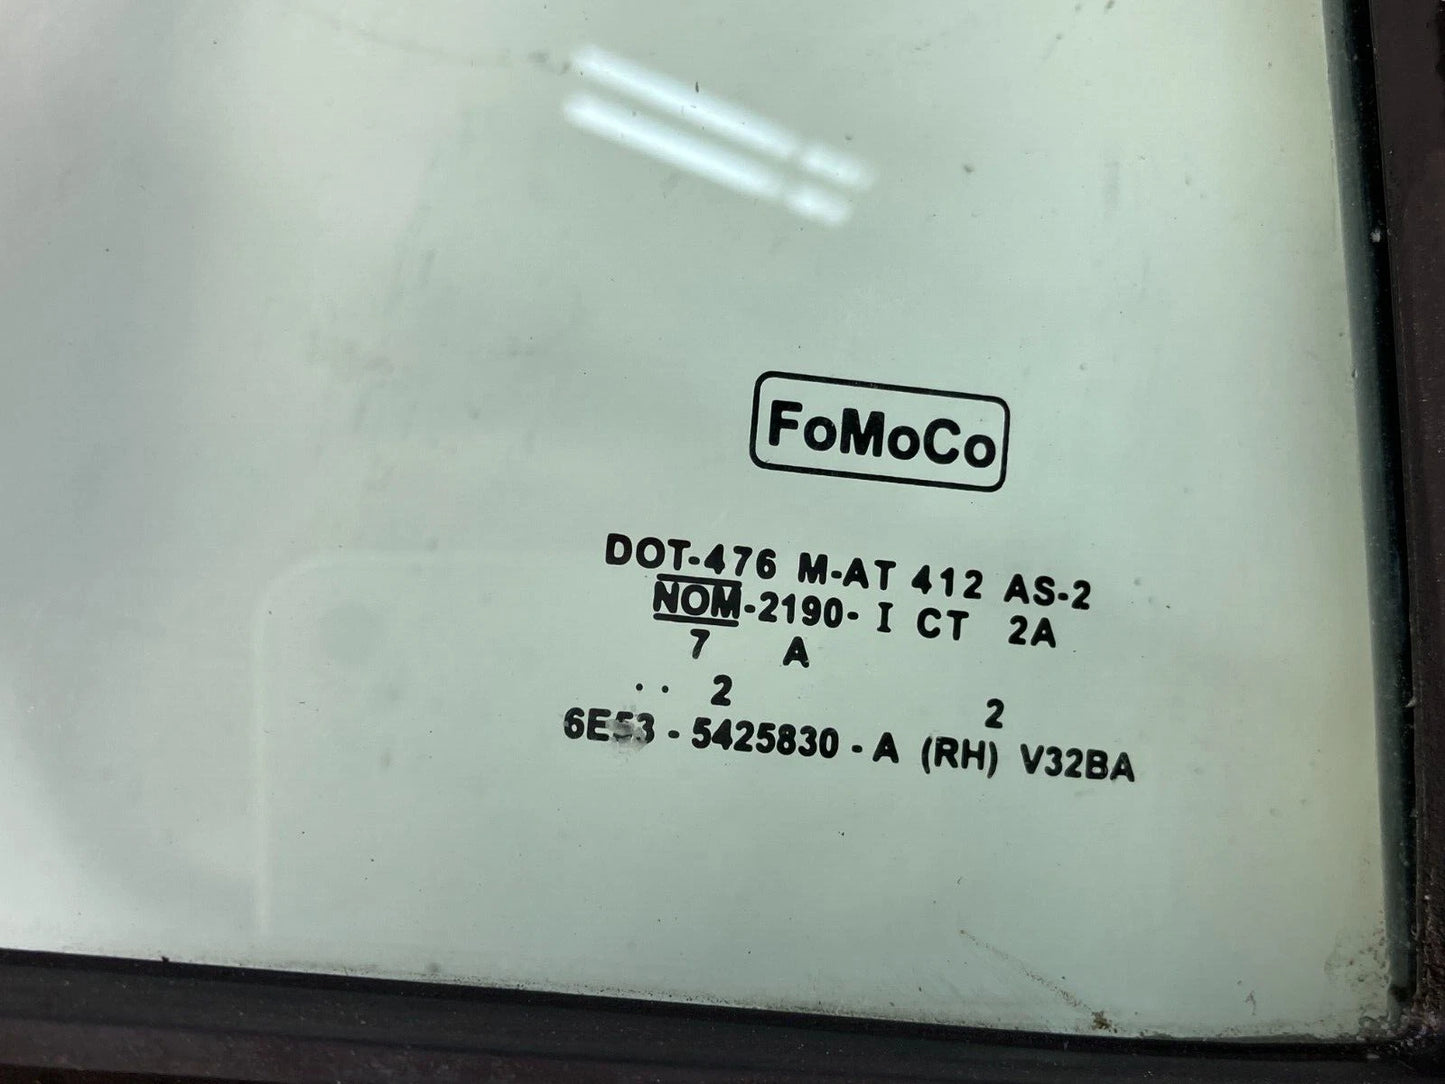 FoMoCo
DOT-476 M-AT 412 AS-2
NOM-2190-I CT 2A
7 A
.. 2 2
6E53-5425830-A (RH) V32BA